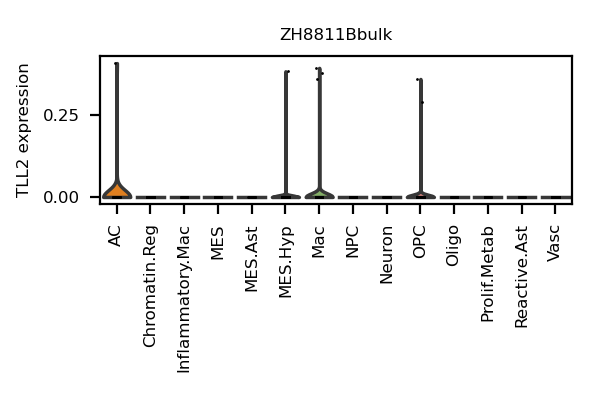 ZH8811Bbulk
TLL2 expression
0.25
0.00
AC
Chromatin.Reg
Inflammatory.Mac
MES
MES.Ast
MES.Hyp
Mac
NPC
Neuron
OPC
Oligo
Prolif.Metab
Reactive.Ast
Vasc